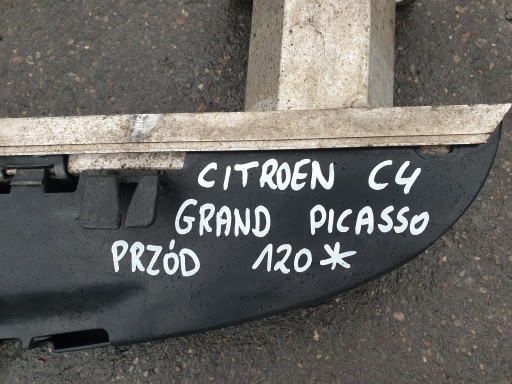 CITROEN C4
GRAND PICASSO
PRZÓD 120*